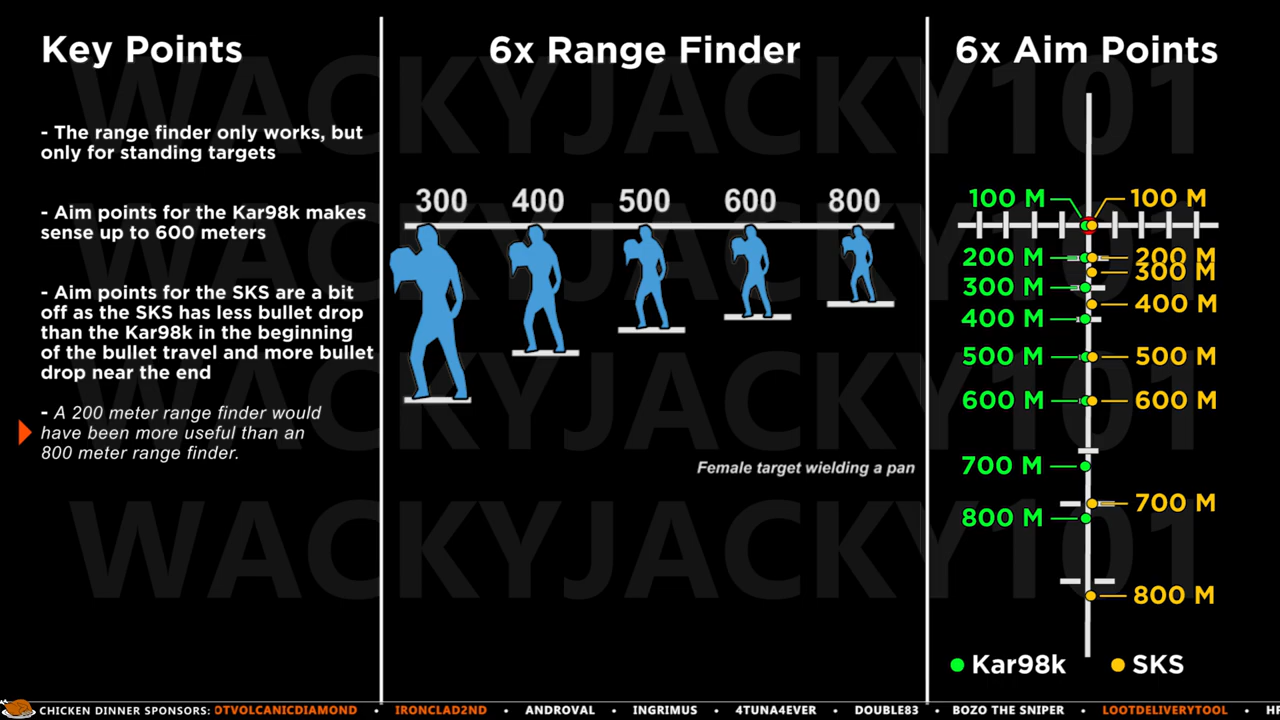 WACKYJACKY101
WACKYJACKY101
WACKYJACKY101
Key Points
- The range finder only works, but
only for standing targets
- Aim points for the Kar98k makes
sense up to 600 meters
- Aim points for the SKS are a bit
off as the SKS has less bullet drop
than the Kar98k in the beginning
of the bullet travel and more bullet
drop near the end
- A 200 meter range finder would
have been more useful than an
800 meter range finder.
6x Range Finder
300 400 500 600 800
Female target wielding a pan
6x Aim Points
100 M 100 M
200 M 200 M
300 M
300 M
400 M
400 M
500 M 500 M
600 M 600 M
700 M
700 M
800 M
800 M
Kar98k SKS
CHICKEN DINNER SPONSORS: OTVOLCANICDIAMOND • IRONCLAD2ND • ANDROVAL • INGRIMUS • 4TUNA4EVER • DOUBLE83 • BOZO THE SNIPER • LOOTDELIVERYTOOL •